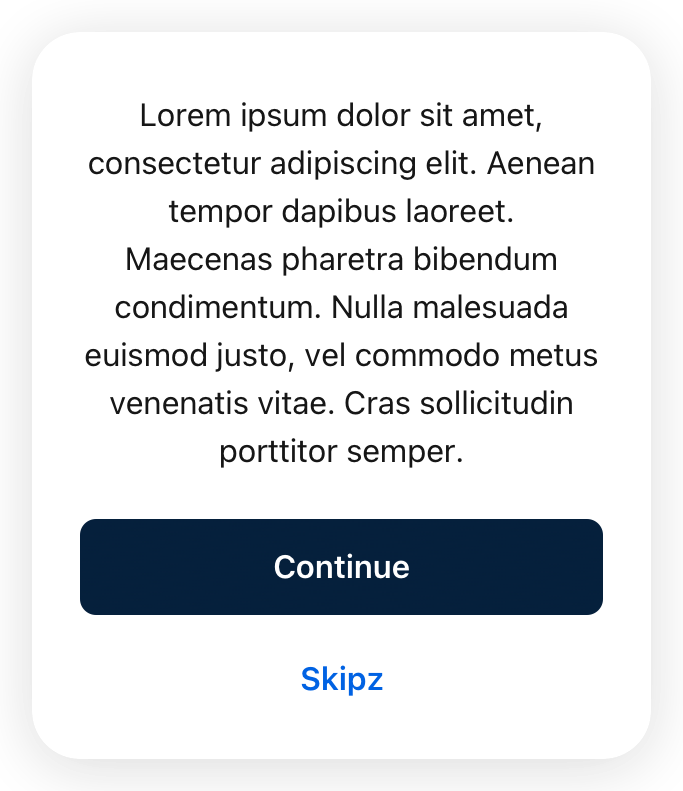 Lorem ipsum dolor sit amet,
consectetur adipiscing elit. Aenean
tempor dapibus laoreet.
Maecenas pharetra bibendum
condimentum. Nulla malesuada
euismod justo, vel commodo metus
venenatis vitae. Cras sollicitudin
porttitor semper.
Continue
Skipz